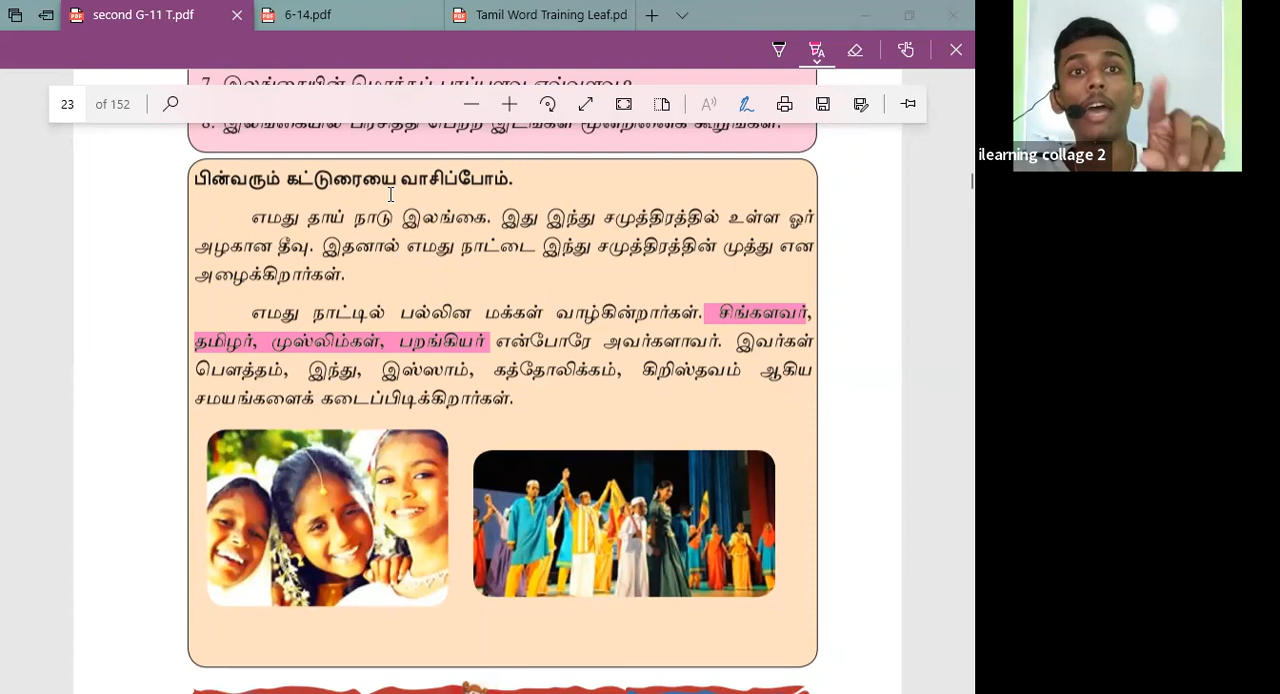 second G-11 T.pdf
6-14.pdf
Tamil Word Training Leaf.pd
23 of 152
ilearning collage 2
பின்வரும் கட்டுரையை வாசிப்போம்.
எமது தாய் நாடு இலங்கை. இது இந்து சமுத்திரத்தில் உள்ள ஓர்
அழகான தீவு. இதனால் எமது நாட்டை இந்து சமுத்திரத்தின் முத்து என
அழைக்கிறார்கள்.
எமது நாட்டில் பல்லின மக்கள் வாழ்கின்றார்கள். சிங்களவர்,
தமிழர், முஸ்லிம்கள், பறங்கியர் என்போரே அவர்களாவர். இவர்கள்
பௌத்தம், இந்து, இஸ்லாம், கத்தோலிக்கம், கிறிஸ்தவம் ஆகிய
சமயங்களைக் கடைப்பிடிக்கிறார்கள்.